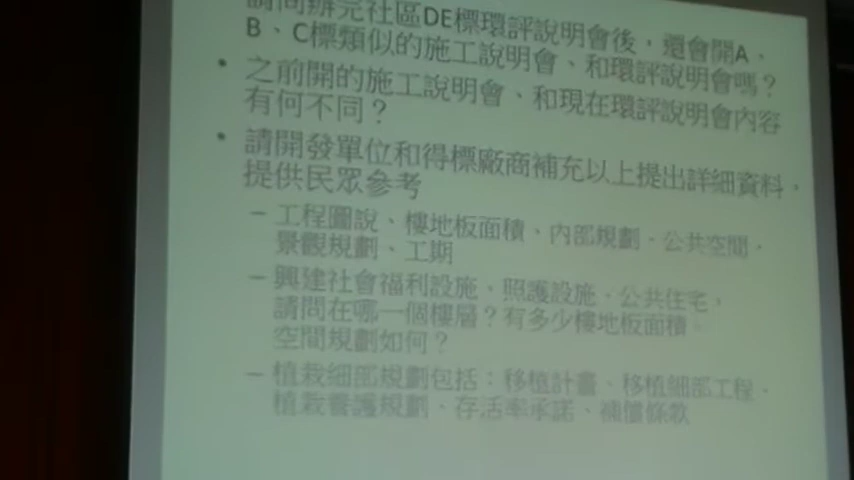 請問辦完社區DE標環評說明會後，還會開A、
B、C標類似的施工說明會、和環評說明會嗎？
• 之前開的施工說明會、和現在環評說明會內容
有何不同？
• 請開發單位和得標廠商補充以上提出詳細資料，
提供民眾參考
– 工程圖說、樓地板面積、內部規劃、公共空間、
景觀規劃、工期
– 興建社會福利設施、照護設施、公共住宅，
請問在哪一個樓層？有多少樓地板面積、
空間規劃如何？
– 植栽細部規劃包括：移植計畫、移植細部工程、
植栽養護規劃、存活率承諾、補償條款